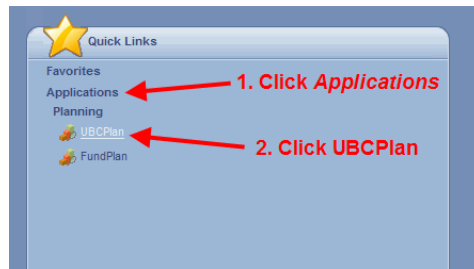 Quick Links
Favorites
Applications
1. Click Applications
Planning
UBCPlan
2. Click UBCPlan
FundPlan